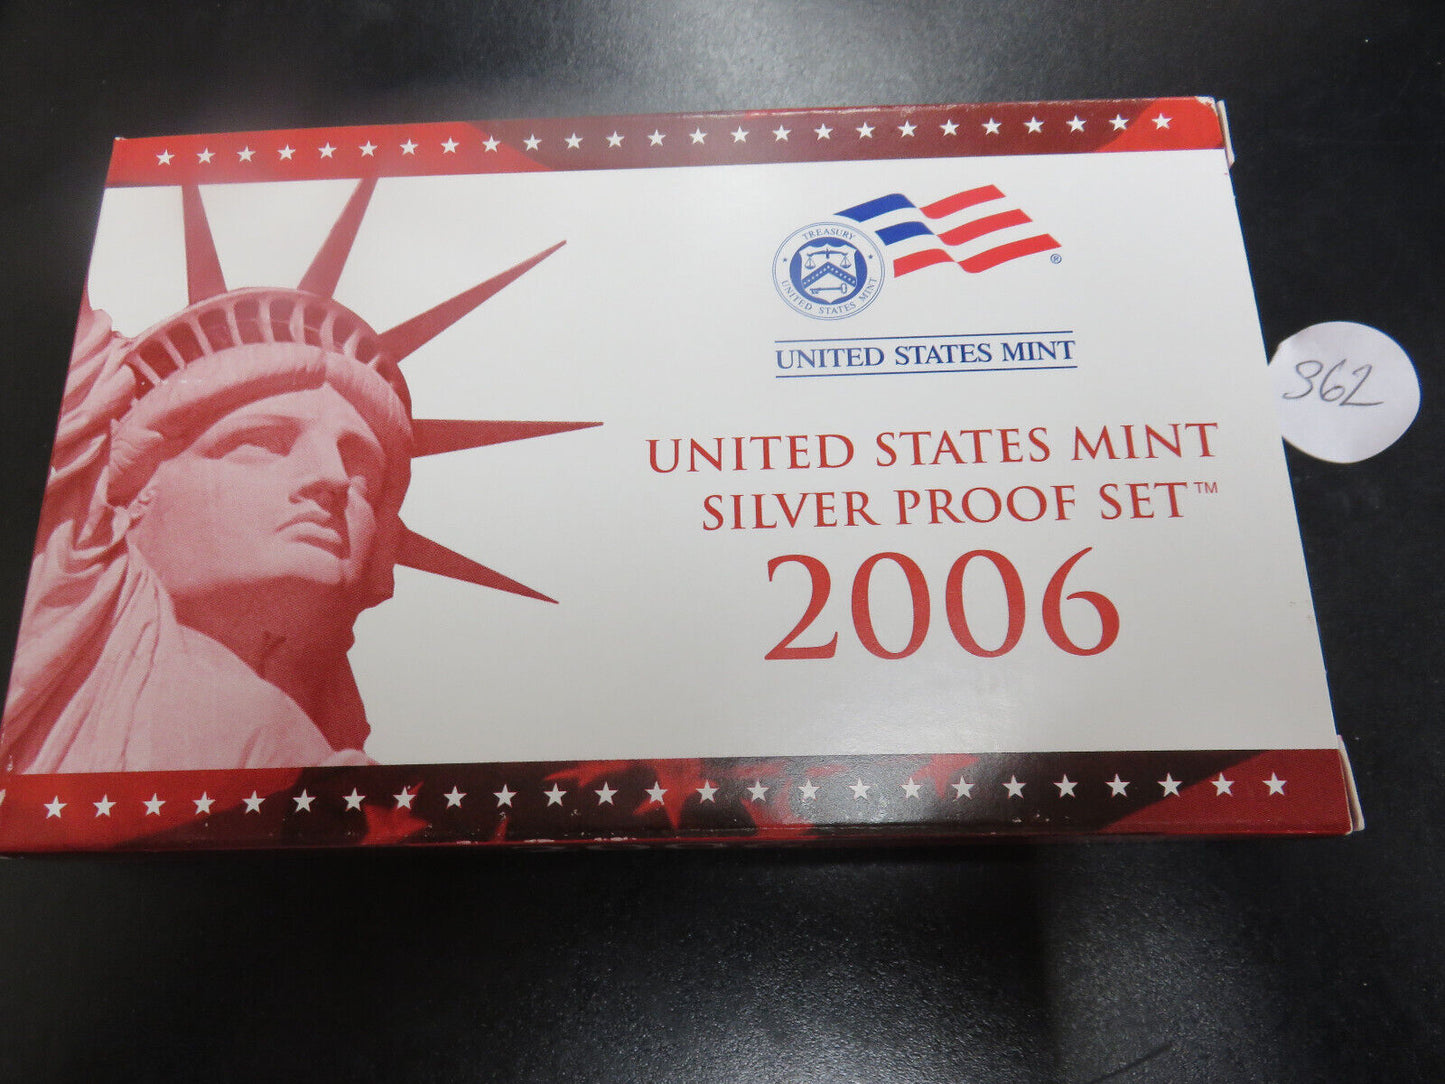 TREASURY
UNITED STATES MINT
®
UNITED STATES MINT
UNITED STATES MINT
SILVER PROOF SET™
2006
362